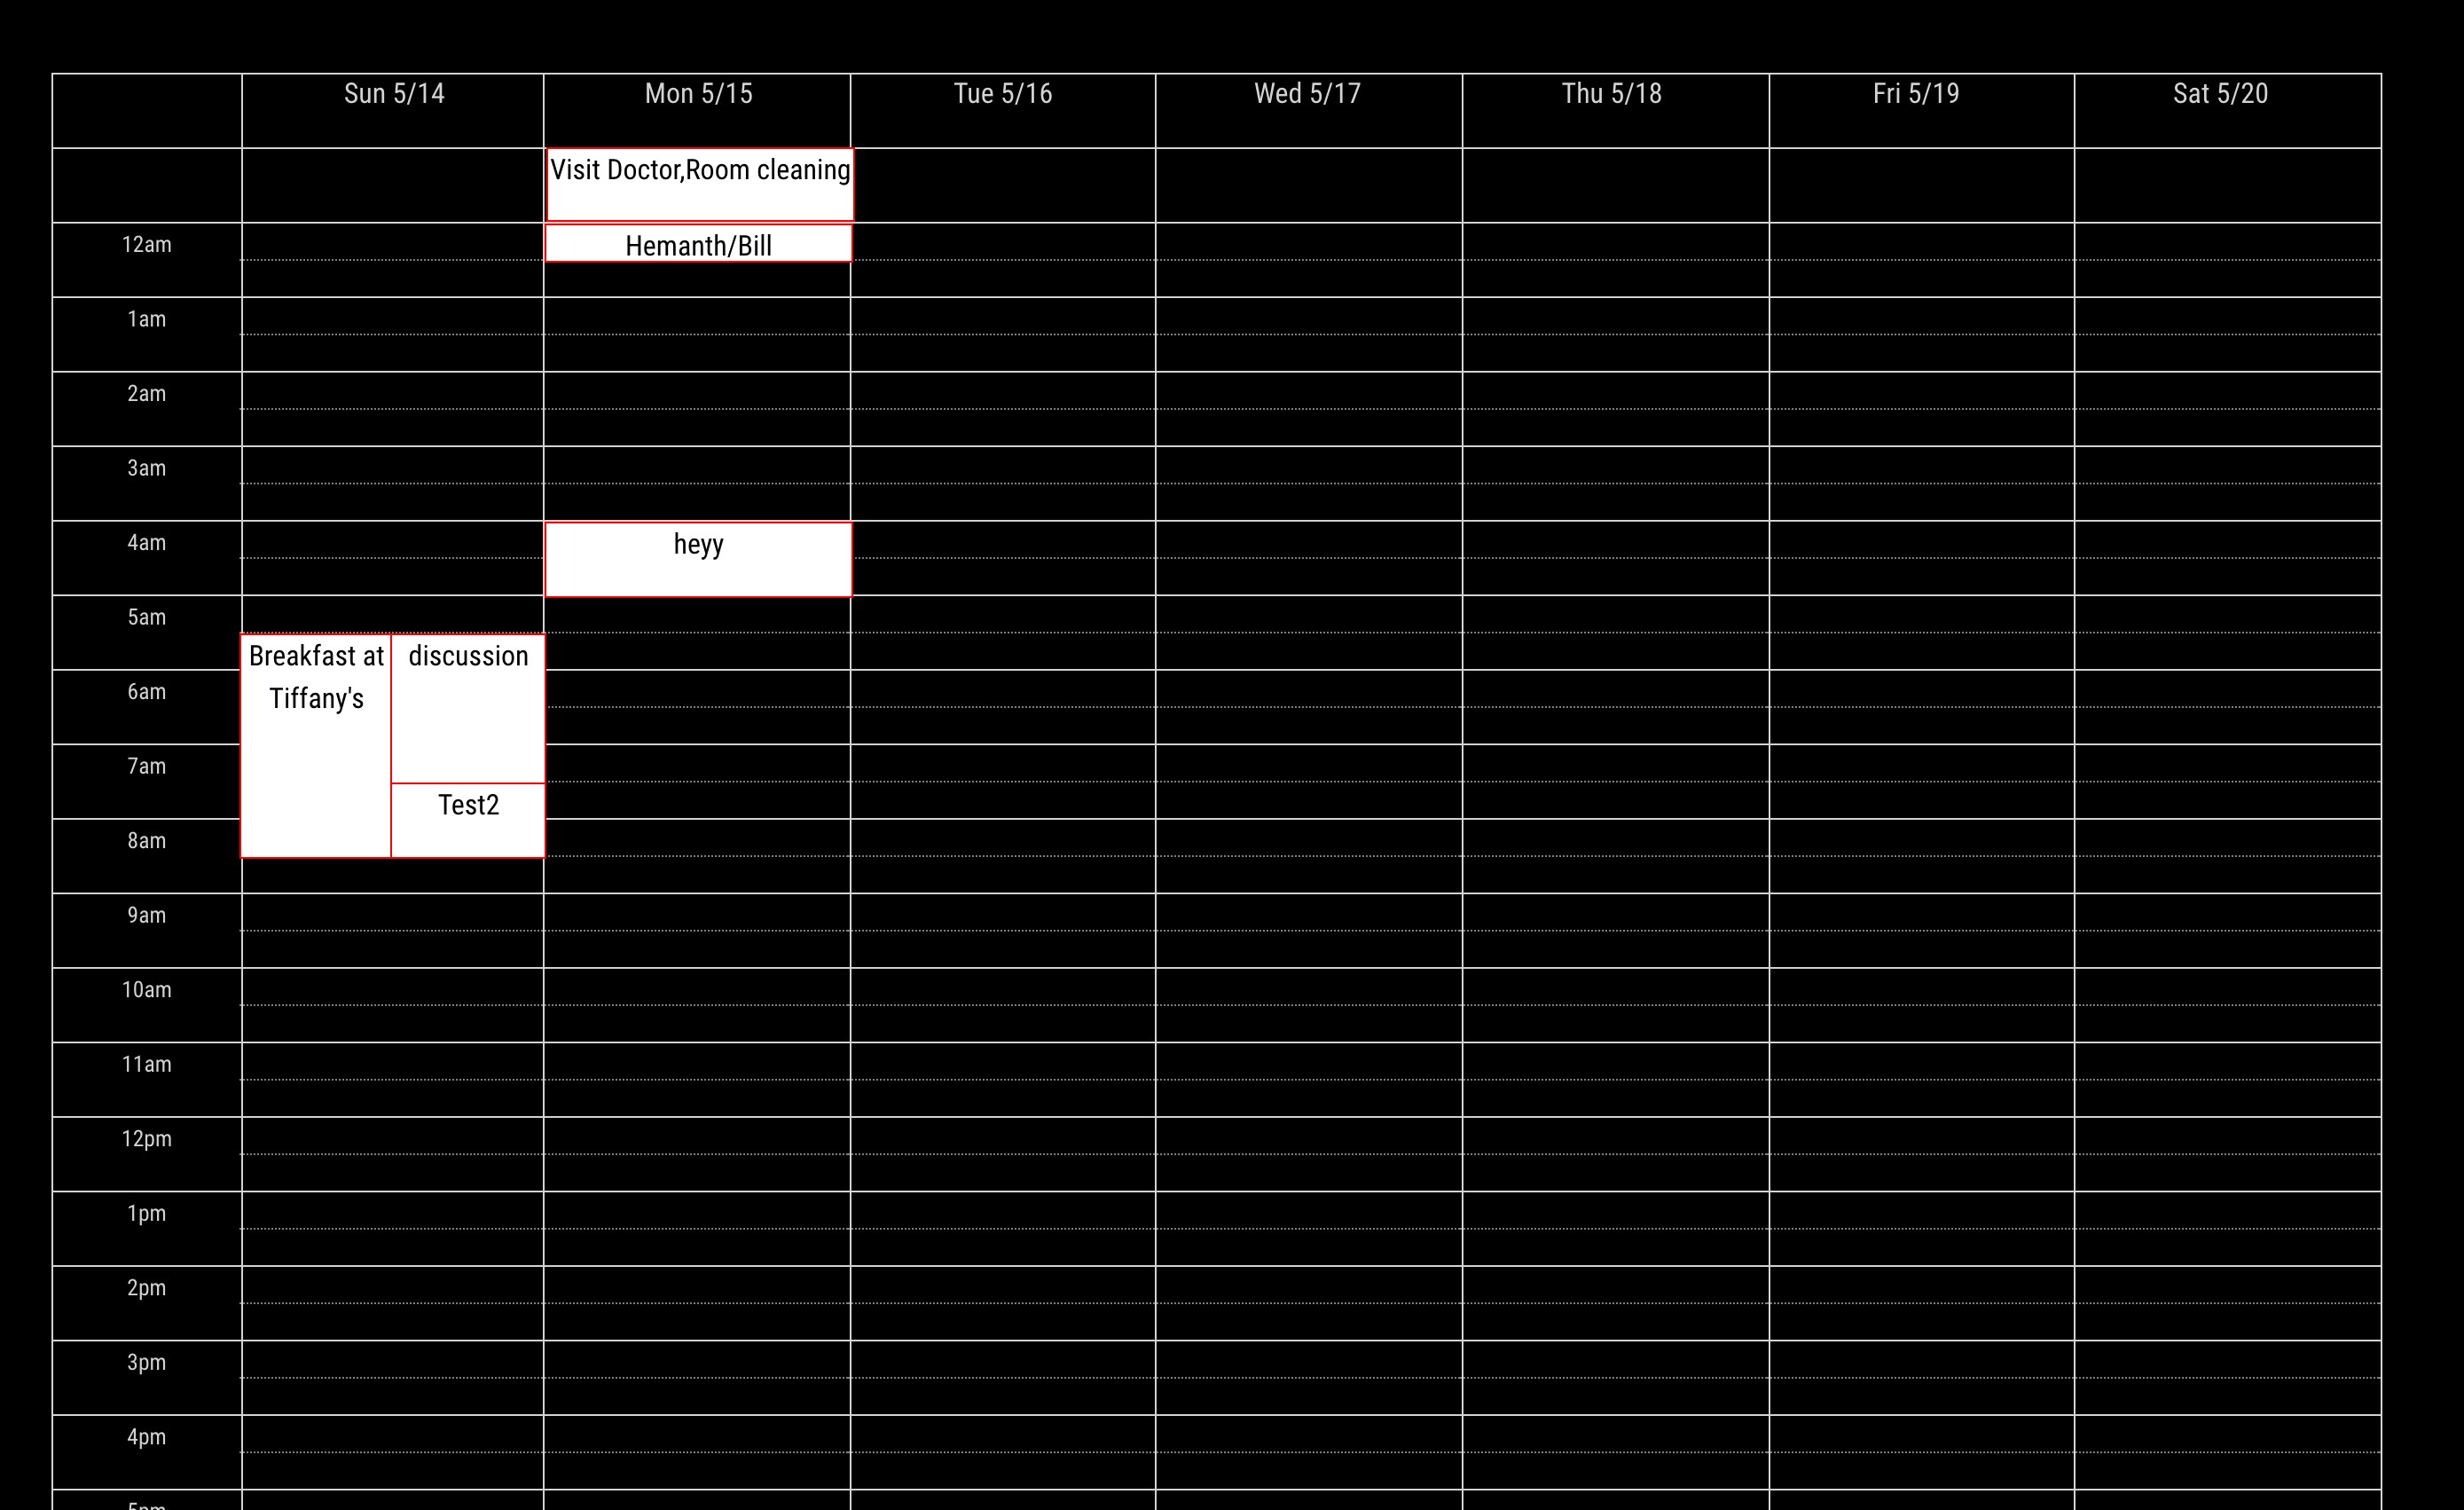 Sun 5/14
Mon 5/15
Tue 5/16
Wed 5/17
Thu 5/18
Fri 5/19
Sat 5/20
Visit Doctor,Room cleaning
12am
Hemanth/Bill
1am
2am
3am
4am
heyy
5am
Breakfast at
Tiffany's
discussion
6am
7am
Test2
8am
9am
10am
11am
12pm
1pm
2pm
3pm
4pm
5pm